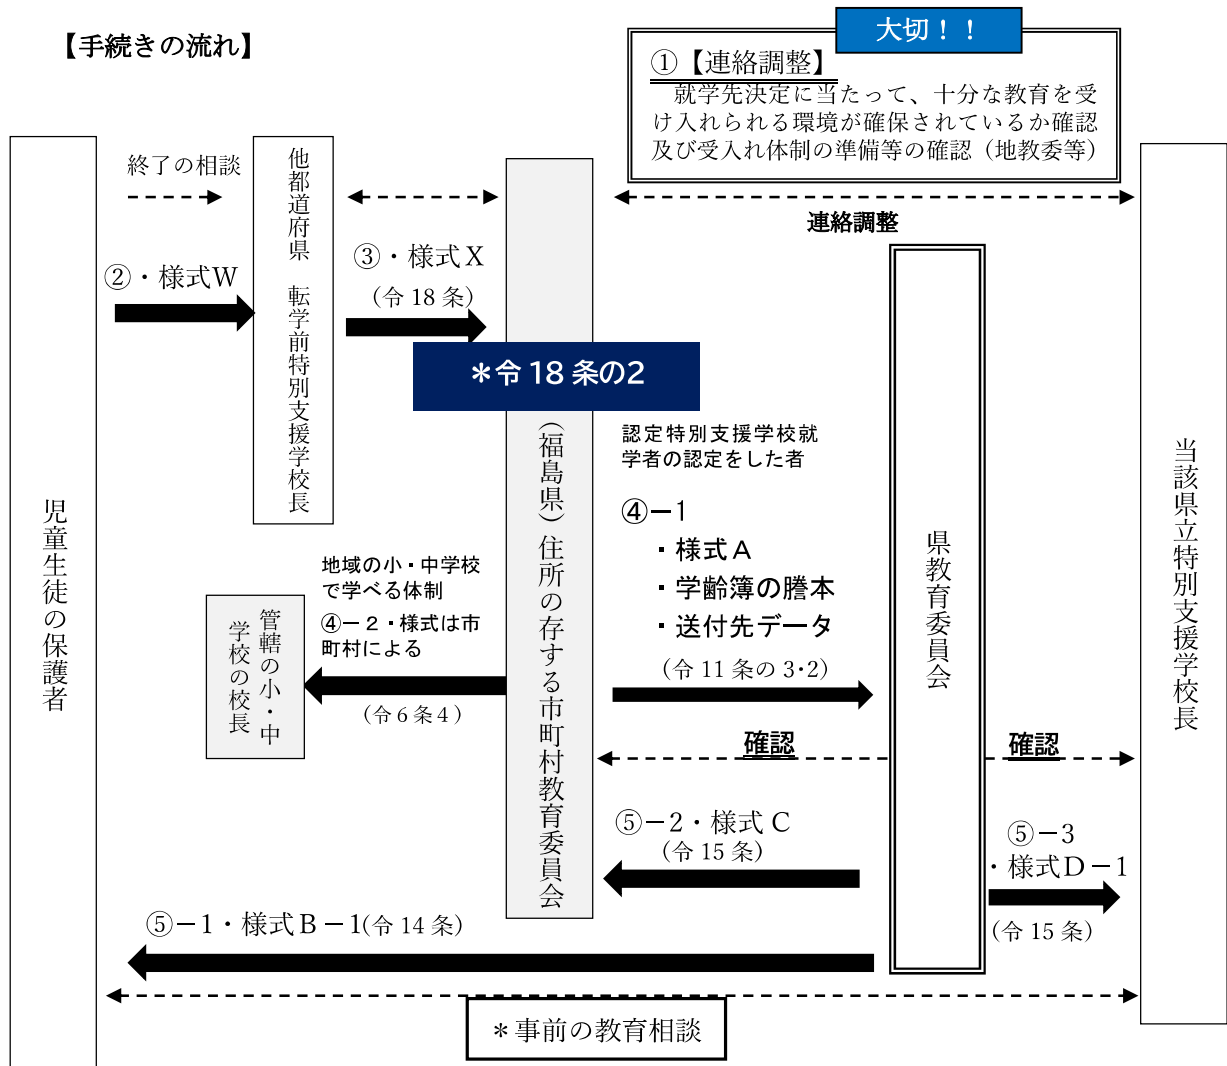 【手続きの流れ】
大切！！
①【連絡調整】
就学先決定に当たって、十分な教育を受
け入れられる環境が確保されているか確認
及び受入れ体制の準備等の確認（地教委等）
終了の相談
連絡調整
児童生徒の保護者
②・様式Ｗ
他都道府県　転学前特別支援学校長
③・様式Ｘ
(令 18 条)
＊令 18 条の2
（福島県）住所の存する市町村教育委員会
認定特別支援学校就
学者の認定をした者
④－1
・様式Ａ
・学齢簿の謄本
・送付先データ
(令 11 条の 3・2)
県教育委員会
当該県立特別支援学校長
地域の小・中学校
で学べる体制
④－２・様式は市
町村による
(令６条４)
管轄の小・中
学校の校長
確認
確認
⑤－2・様式Ｃ
(令 15 条)
⑤－3
・様式Ｄ－1
(令 15 条)
⑤－1・様式Ｂ－1(令 14 条)
＊事前の教育相談